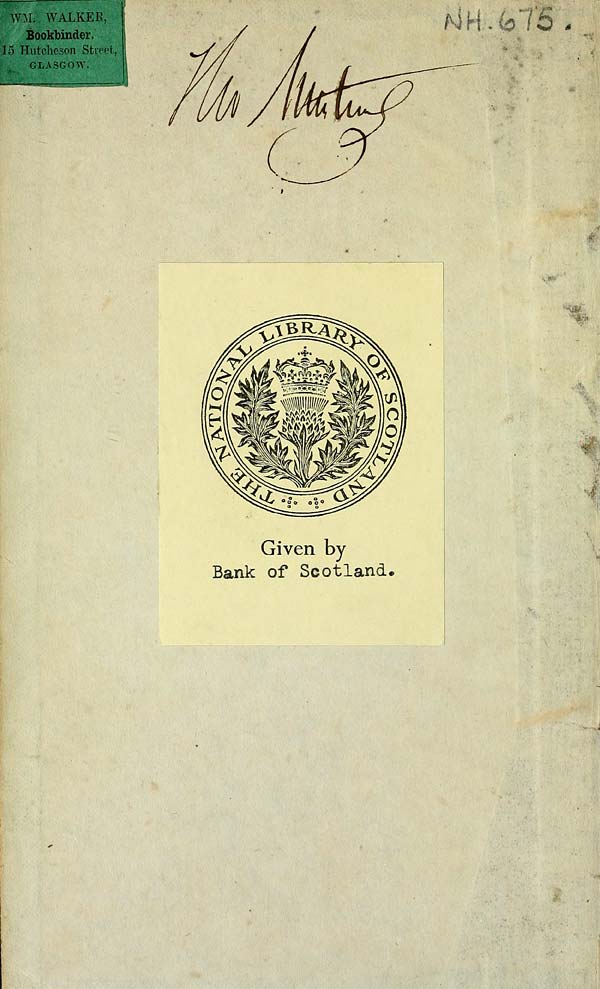 WM. WALKER,
Bookbinder,
15 Hutcheson Street,
GLASGOW.
NH.675.
THE NATIONAL LIBRARY OF SCOTLAND
Given by
Bank of Scotland.